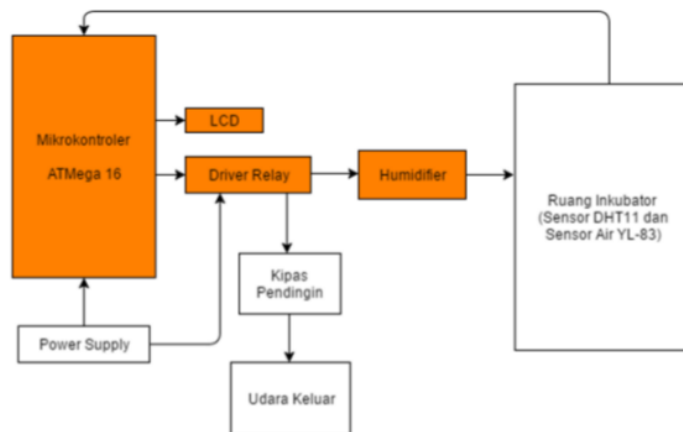 Mikrokontroler
ATMega 16
LCD
Driver Relay
Humidifier
Ruang Inkubator
(Sensor DHT11 dan
Sensor Air YL-83)
Kipas
Pendingin
Power Supply
Udara Keluar